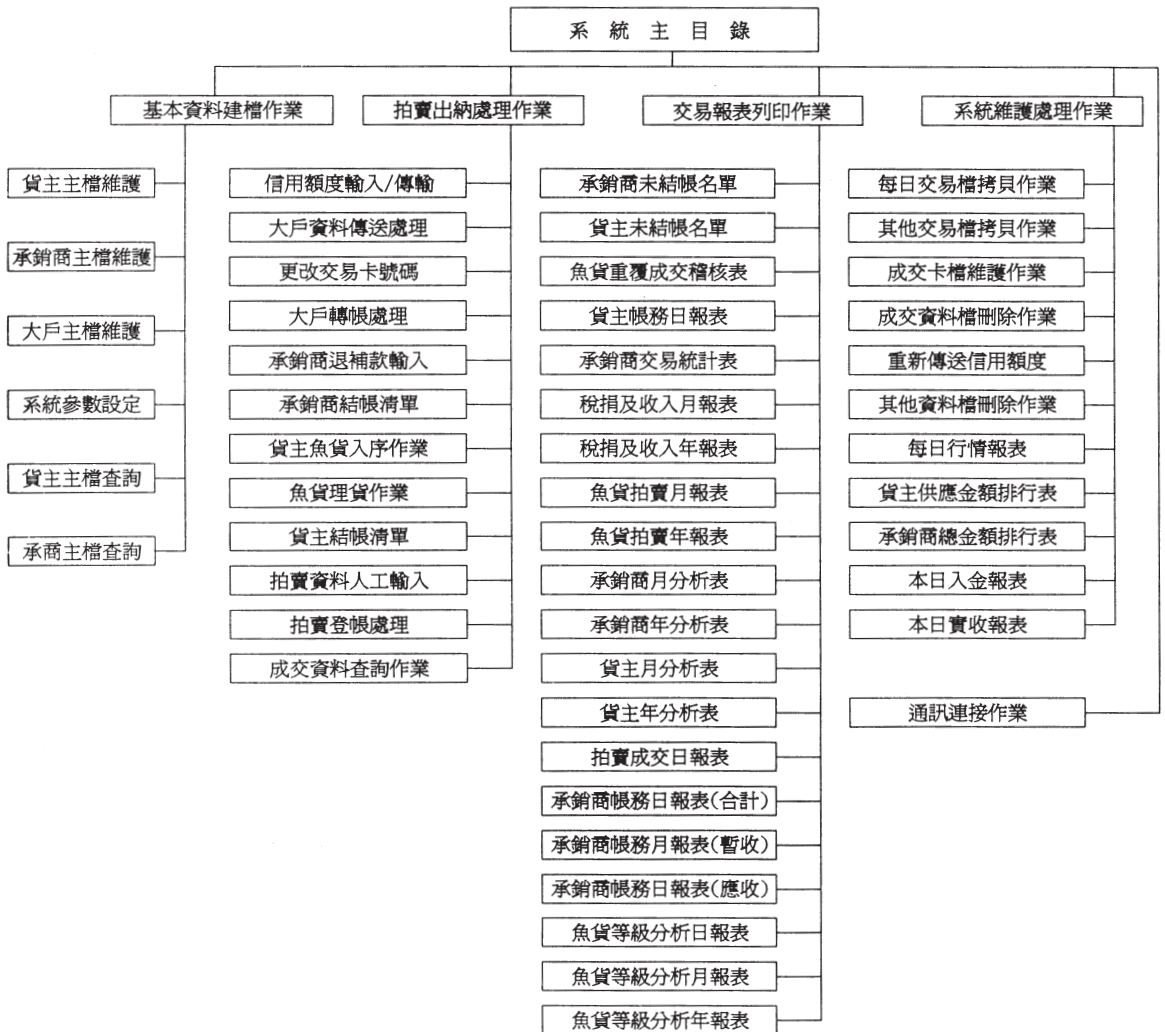 系統主目錄
基本資料建檔作業
拍賣出納處理作業
交易報表列印作業
系統維護處理作業
貨主主檔維護
承銷商主檔維護
大戶主檔維護
系統參數設定
貨主主檔查詢
承商主檔查詢
信用額度輸入/傳輸
大戶資料傳送處理
更改交易卡號碼
大戶轉帳處理
承銷商退補款輸入
承銷商結帳清單
貨主魚貨入序作業
魚貨理貨作業
貨主結帳清單
拍賣資料人工輸入
拍賣登帳處理
成交資料查詢作業
承銷商未結帳名單
貨主未結帳名單
魚貨重覆成交稽核表
貨主帳務日報表
承銷商交易統計表
稅捐及收入月報表
稅捐及收入年報表
魚貨拍賣月報表
魚貨拍賣年報表
承銷商月分析表
承銷商年分析表
貨主月分析表
貨主年分析表
拍賣成交日報表
承銷商帳務日報表(合計)
承銷商帳務月報表(暫收)
承銷商帳務日報表(應收)
魚貨等級分析日報表
魚貨等級分析月報表
魚貨等級分析年報表
每日交易檔拷貝作業
其他交易檔拷貝作業
成交卡檔維護作業
成交資料檔刪除作業
重新傳送信用額度
其他資料檔刪除作業
每日行情報表
貨主供應金額排行表
承銷商總金額排行表
本日入金報表
本日實收報表
通訊連接作業